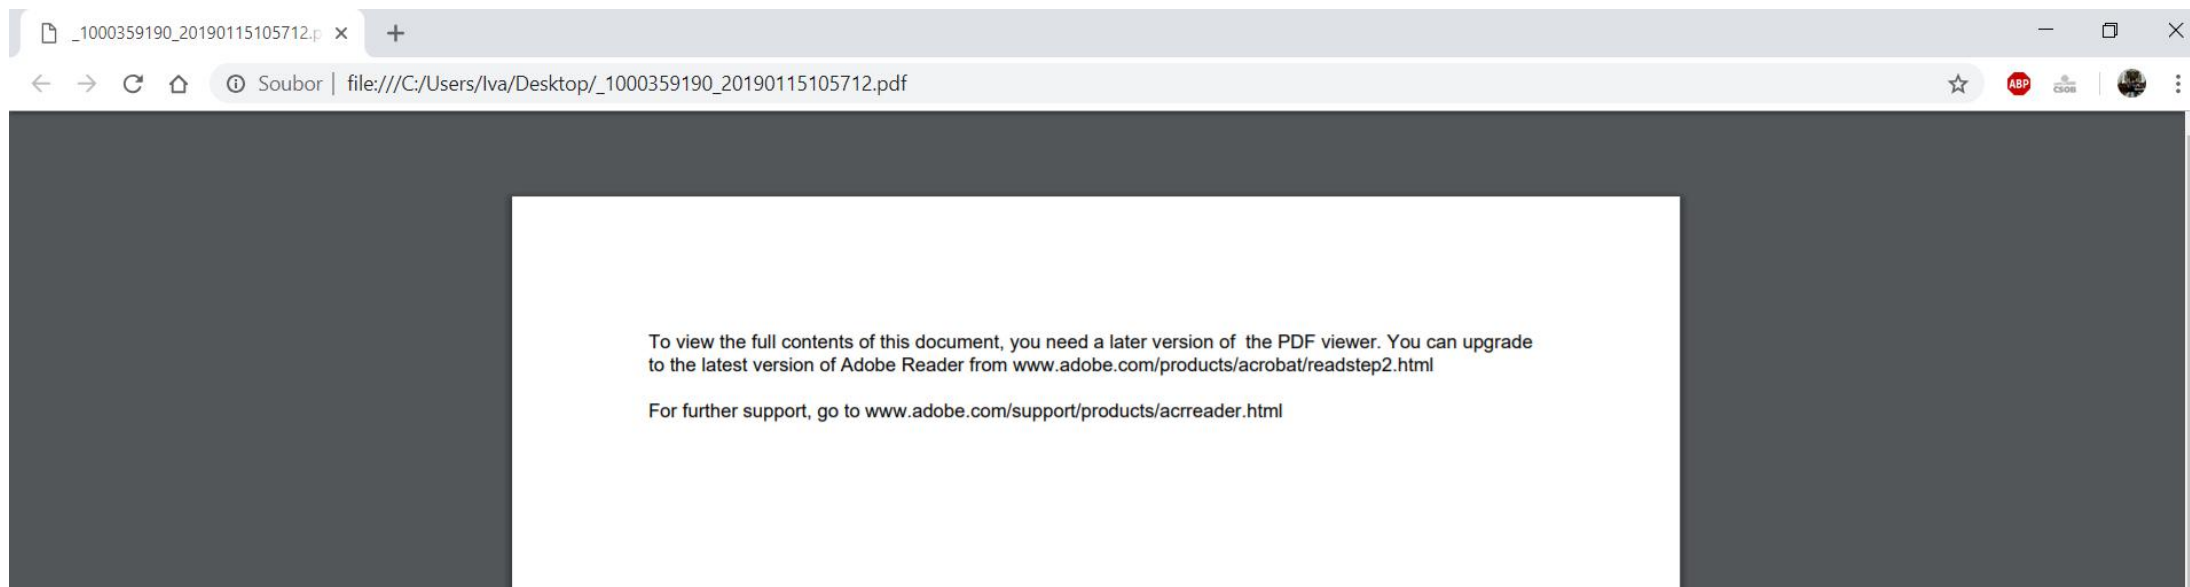 _1000359190_20190115105712.p
Soubor | file:///C:/Users/Iva/Desktop/_1000359190_20190115105712.pdf
ABP
ČSOB
To view the full contents of this document, you need a later version of  the PDF viewer. You can upgrade
to the latest version of Adobe Reader from www.adobe.com/products/acrobat/readstep2.html
For further support, go to www.adobe.com/support/products/acrreader.html